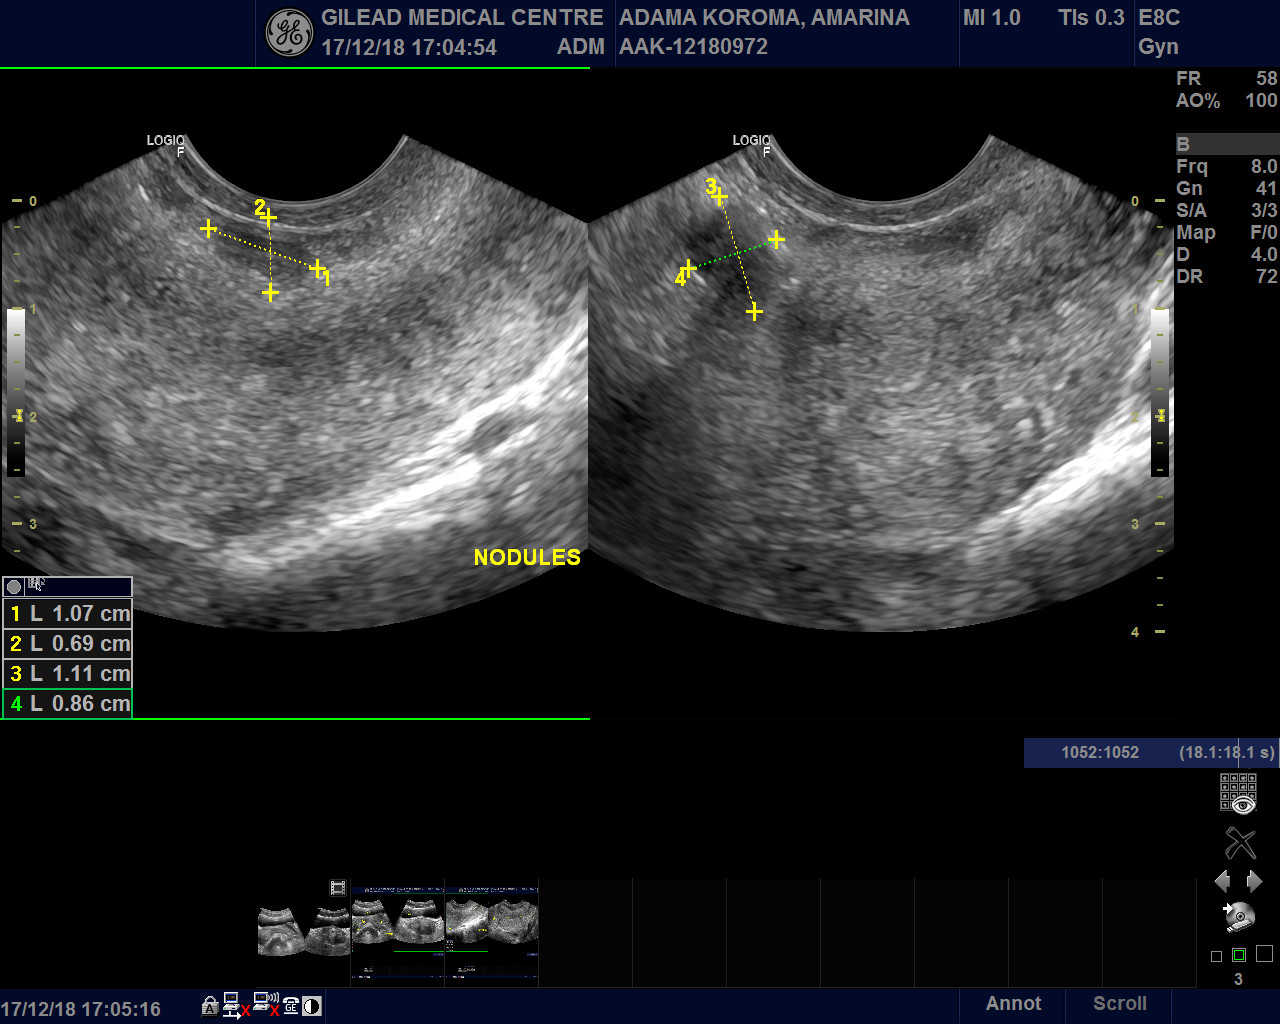 GILEAD MEDICAL CENTRE
17/12/18 17:04:54 ADM
ADAMA KOROMA, AMARINA
AAK-12180972
MI 1.0 TIs 0.3
E8C
Gyn
FR 58
AO% 100
B
Frq 8.0
Gn 41
S/A 3/3
Map F/0
D 4.0
DR 72
LOGIQ
F
LOGIQ
F
0
1
2
3
0
1
2
3
4
2
1
3
4
NODULES
1 L 1.07 cm
2 L 0.69 cm
3 L 1.11 cm
4 L 0.86 cm
1052:1052 (18.1:18.1 s)
3
17/12/18 17:05:16
A
GE
Annot
Scroll